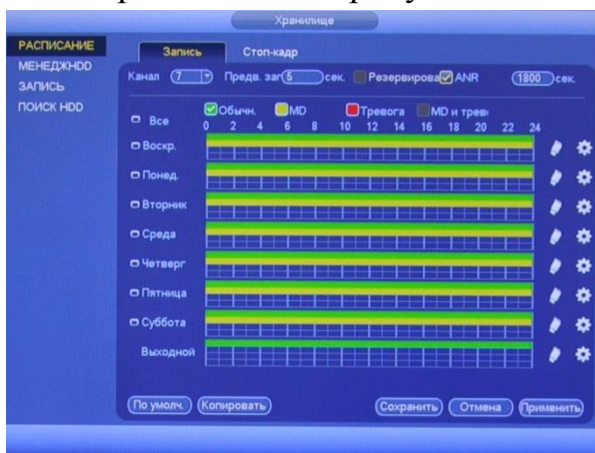 Хранилище
РАСПИСАНИЕ
МЕНЕДЖHDD
ЗАПИСЬ
ПОИСК HDD
Запись Стоп-кадр
Канал 7 Предв. зап 5 сек. Резервирова ANR 1800 сек.
Обычн. MD Тревога MD и трев
Все 0 2 4 6 8 10 12 14 16 18 20 22 24
Воскр.
Понед.
Вторник
Среда
Четверг
Пятница
Суббота
Выходной
По умолч. Копировать Сохранить Отмена Применить